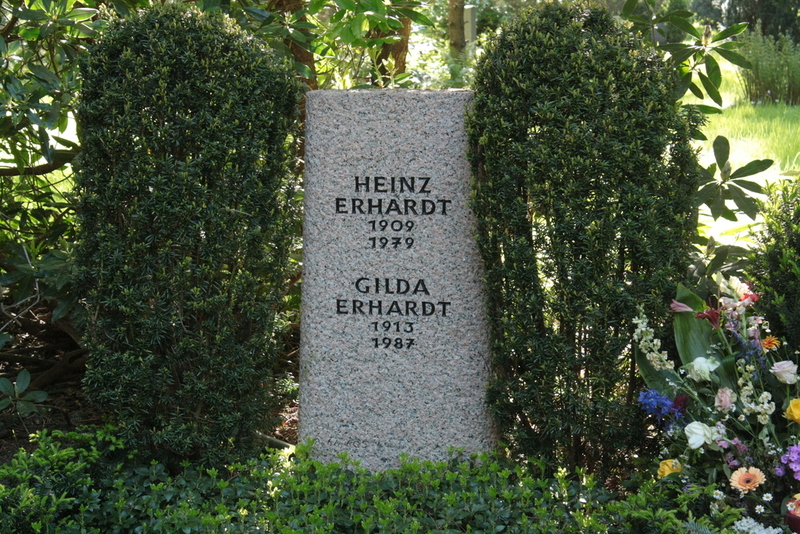 HEINZ
ERHARDT
1909
1979
GILDA
ERHARDT
1913
1987